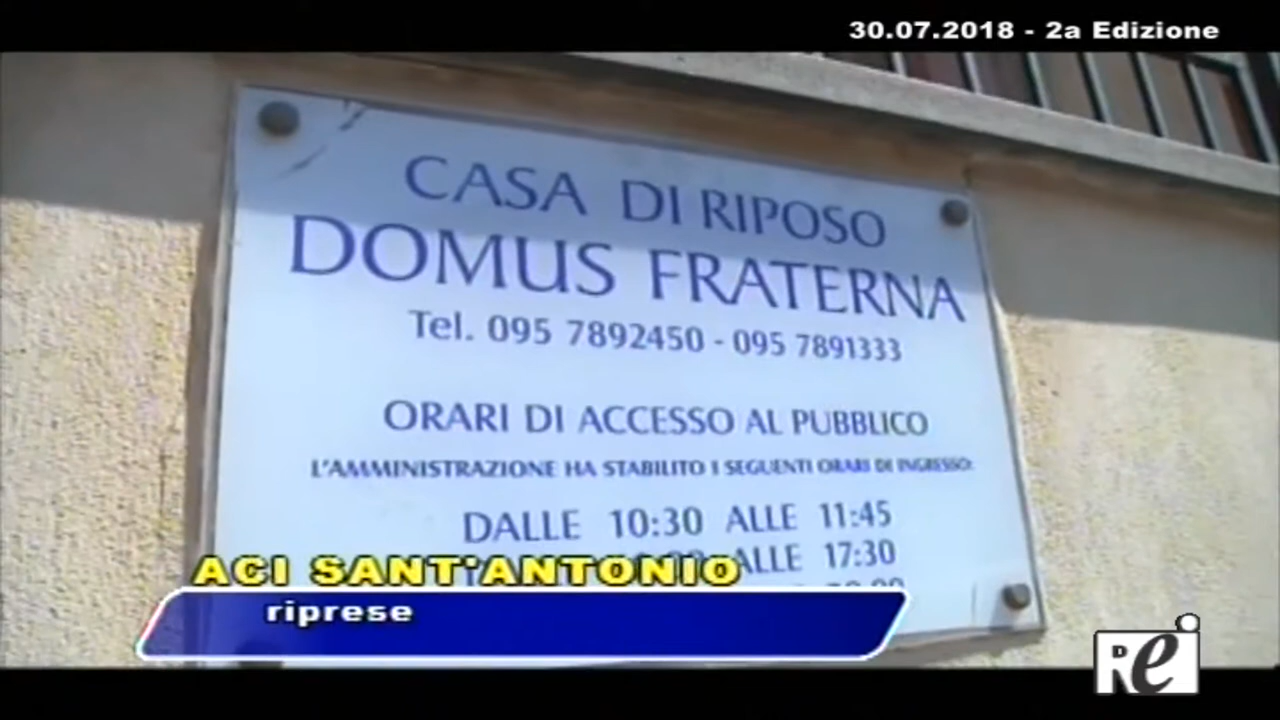 30.07.2018 - 2a Edizione
CASA DI RIPOSO
DOMUS FRATERNA
Tel. 095 7892450 - 095 7891333
ORARI DI ACCESSO AL PUBBLICO
L'AMMINISTRAZIONE HA STABILITO I SEGUENTI ORARI DI INGRESSO:
DALLE 10:30 ALLE 11:45
ALLE 17:30
ACI SANT'ANTONIO
riprese
REi